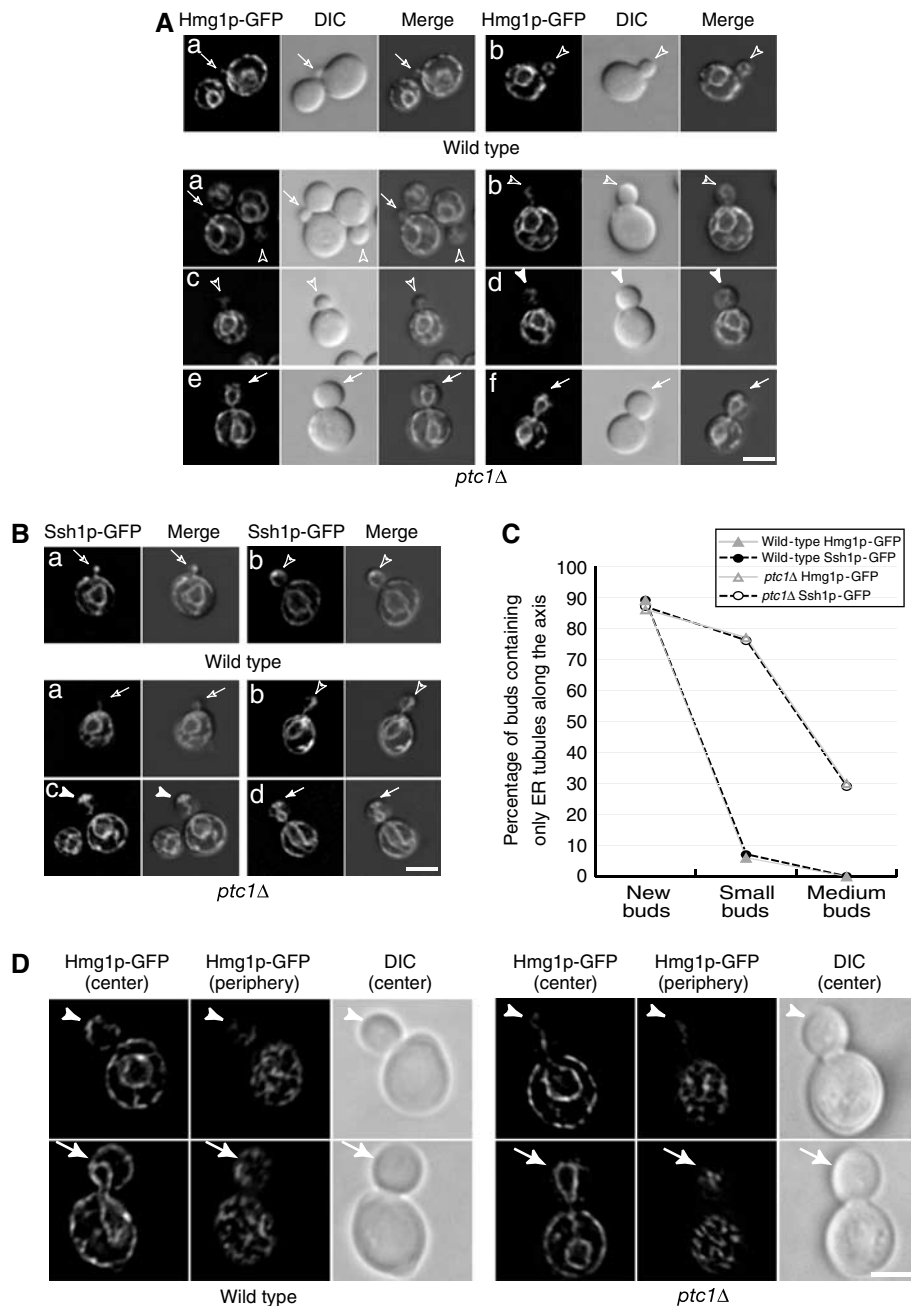 A
Hmg1p-GFP DIC Merge Hmg1p-GFP DIC Merge
a b
Wild type
a b
c d
e f
ptc1Δ
B
Ssh1p-GFP Merge Ssh1p-GFP Merge
a b
Wild type
a b
c d
ptc1Δ
C
Wild-type Hmg1p-GFP
Wild-type Ssh1p-GFP
ptc1Δ Hmg1p-GFP
ptc1Δ Ssh1p-GFP
Percentage of buds containing
only ER tubules along the axis
100
90
80
70
60
50
40
30
20
10
0
New buds
Small buds
Medium buds
D
Hmg1p-GFP (center)
Hmg1p-GFP (periphery)
DIC (center)
Hmg1p-GFP (center)
Hmg1p-GFP (periphery)
DIC (center)
Wild type
ptc1Δ